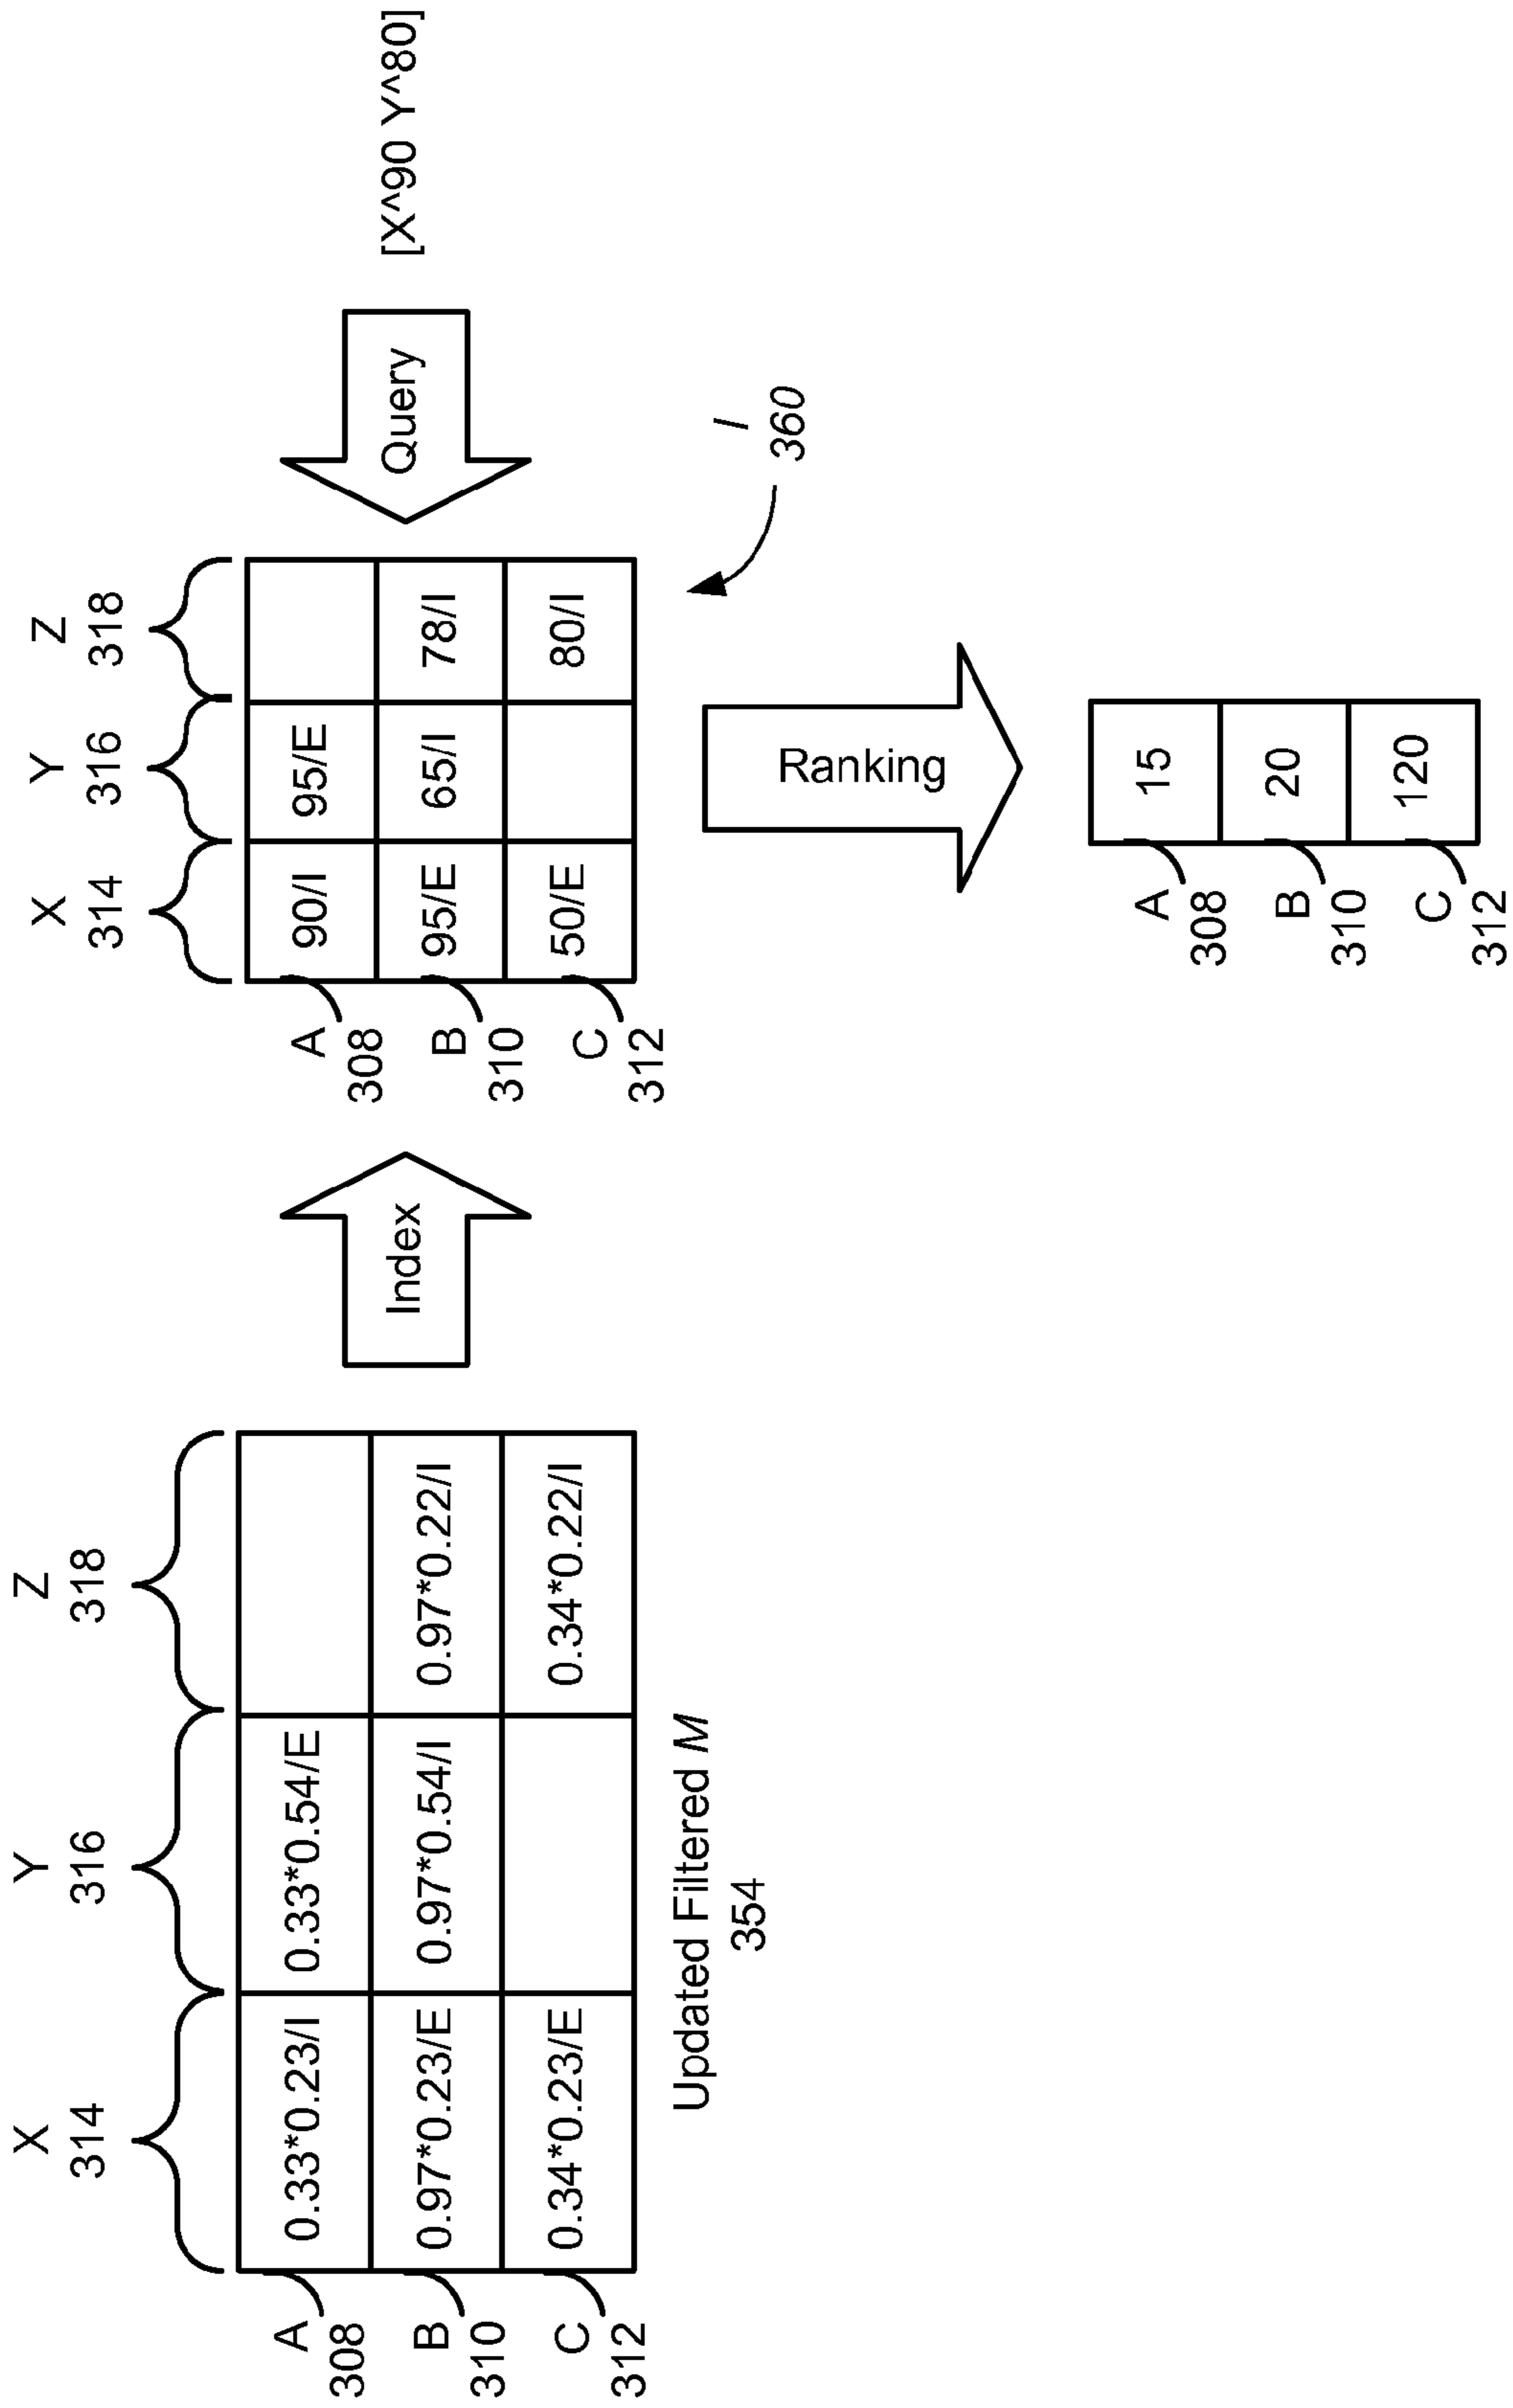 X Y Z
314 316 318
A 308 0.33*0.23/I 0.33*0.54/E
B 310 0.97*0.23/E 0.97*0.54/I 0.97*0.22/I
C 312 0.34*0.23/E 0.34*0.22/I
Updated Filtered M
354
Index
X Y Z
314 316 318
A 308 90/I 95/E
B 310 95/E 65/I 78/I
C 312 50/E 80/I
I
360
Query
[X^90 Y^80]
Ranking
A 308 15
B 310 20
C 312 120